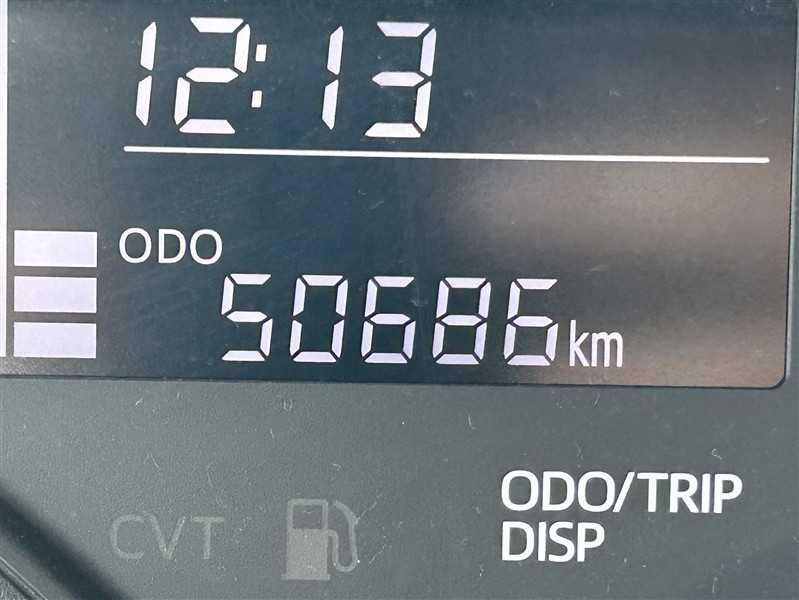 12:13
ODO
50686km
ODO/TRIP
DISP
CVT